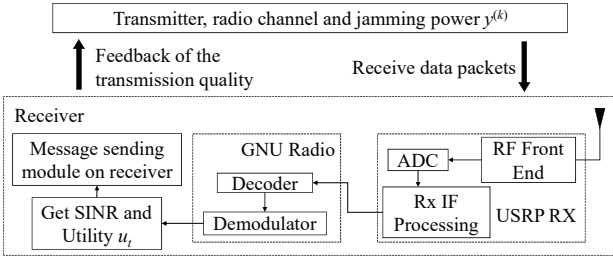 Transmitter, radio channel and jamming power y^(k)
Feedback of the
transmission quality
Receive data packets
Receiver
Message sending
module on receiver
Get SINR and
Utility u_t
GNU Radio
Decoder
Demodulator
ADC
RF Front
End
Rx IF
Processing
USRP RX